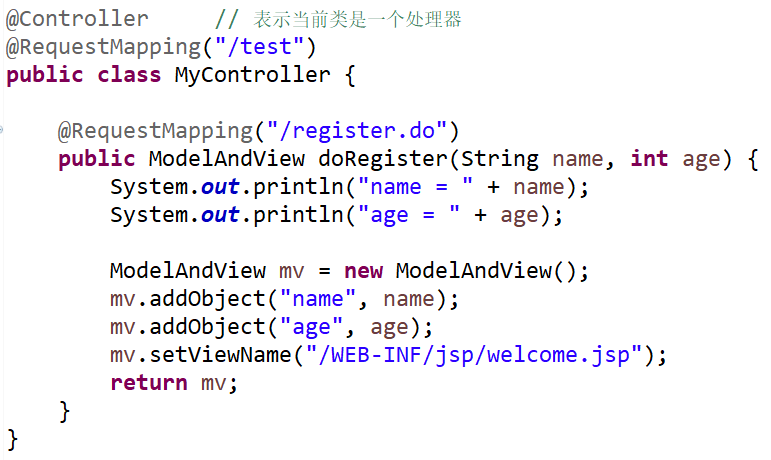 @Controller // 表示当前类是一个处理器
@RequestMapping("/test")
public class MyController {
@RequestMapping("/register.do")
public ModelAndView doRegister(String name, int age) {
System.out.println("name = " + name);
System.out.println("age = " + age);
ModelAndView mv = new ModelAndView();
mv.addObject("name", name);
mv.addObject("age", age);
mv.setViewName("/WEB-INF/jsp/welcome.jsp");
return mv;
}
}